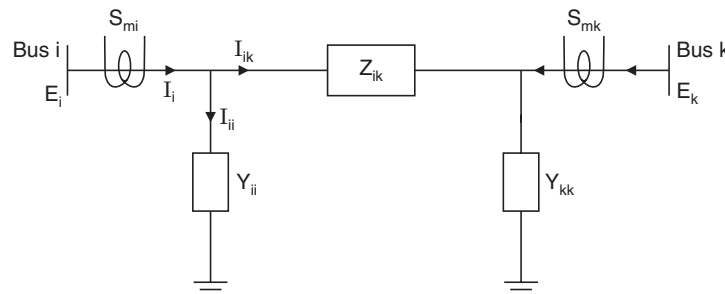 S_mi
S_mk
Bus i
I_ik
Z_ik
Bus k
E_i
I_i
I_ii
E_k
Y_ii
Y_kk